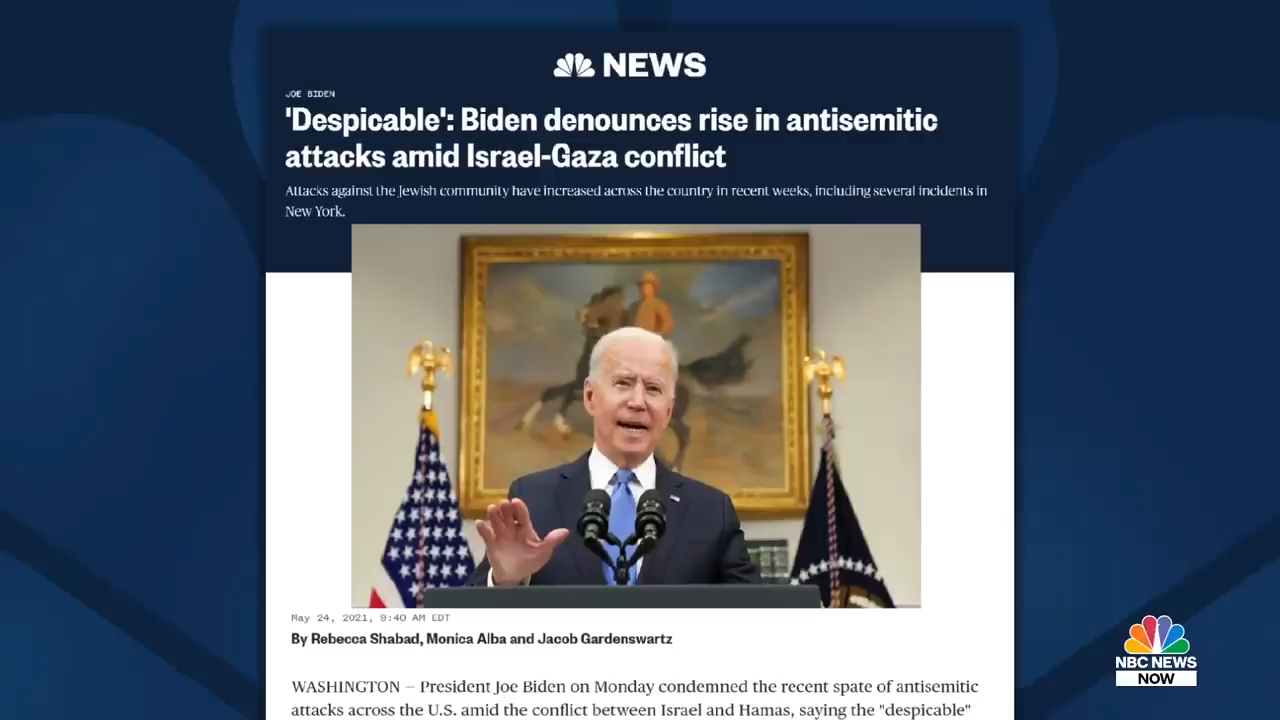 NEWS
JOE BIDEN
'Despicable': Biden denounces rise in antisemitic
attacks amid Israel-Gaza conflict
Attacks against the Jewish community have increased across the country in recent weeks, including several incidents in
New York.
May 24, 2021, 9:40 AM EDT
By Rebecca Shabad, Monica Alba and Jacob Gardenswartz
WASHINGTON — President Joe Biden on Monday condemned the recent spate of antisemitic
attacks across the U.S. amid the conflict between Israel and Hamas, saying the "despicable"
NBC NEWS
NOW